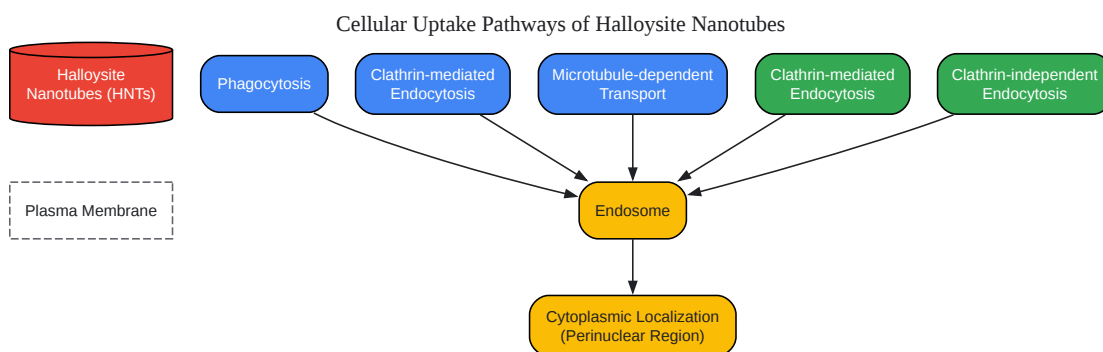 Cellular Uptake Pathways of Halloysite Nanotubes
Halloysite
Nanotubes (HNTs)
Phagocytosis
Clathrin-mediated
Endocytosis
Microtubule-dependent
Transport
Clathrin-mediated
Endocytosis
Clathrin-independent
Endocytosis
Plasma Membrane
Endosome
Cytoplasmic Localization
(Perinuclear Region)